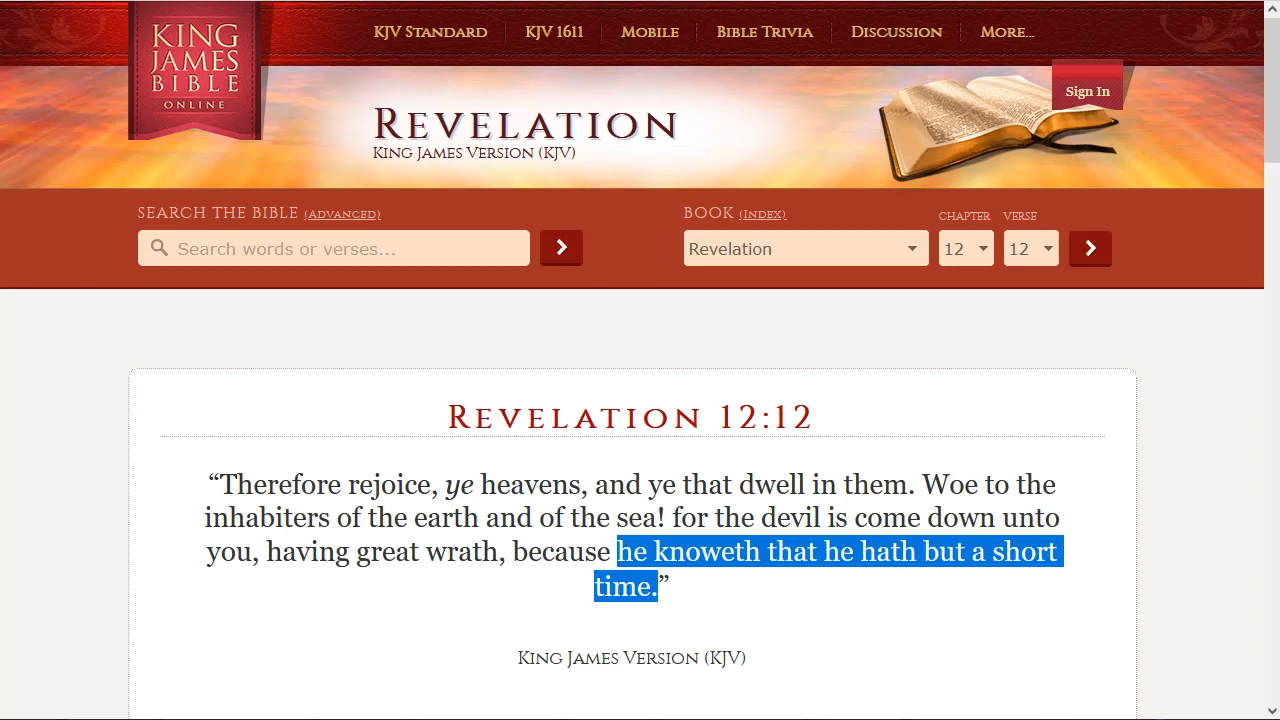 KING
JAMES
BIBLE
ONLINE
KJV STANDARD KJV 1611 MOBILE BIBLE TRIVIA DISCUSSION MORE...
Sign In
REVELATION
KING JAMES VERSION (KJV)
SEARCH THE BIBLE (ADVANCED) BOOK (INDEX) CHAPTER VERSE
Search words or verses... Revelation 12 12
REVELATION 12:12
“Therefore rejoice, ye heavens, and ye that dwell in them. Woe to the
inhabiters of the earth and of the sea! for the devil is come down unto
you, having great wrath, because he knoweth that he hath but a short
time.”
KING JAMES VERSION (KJV)